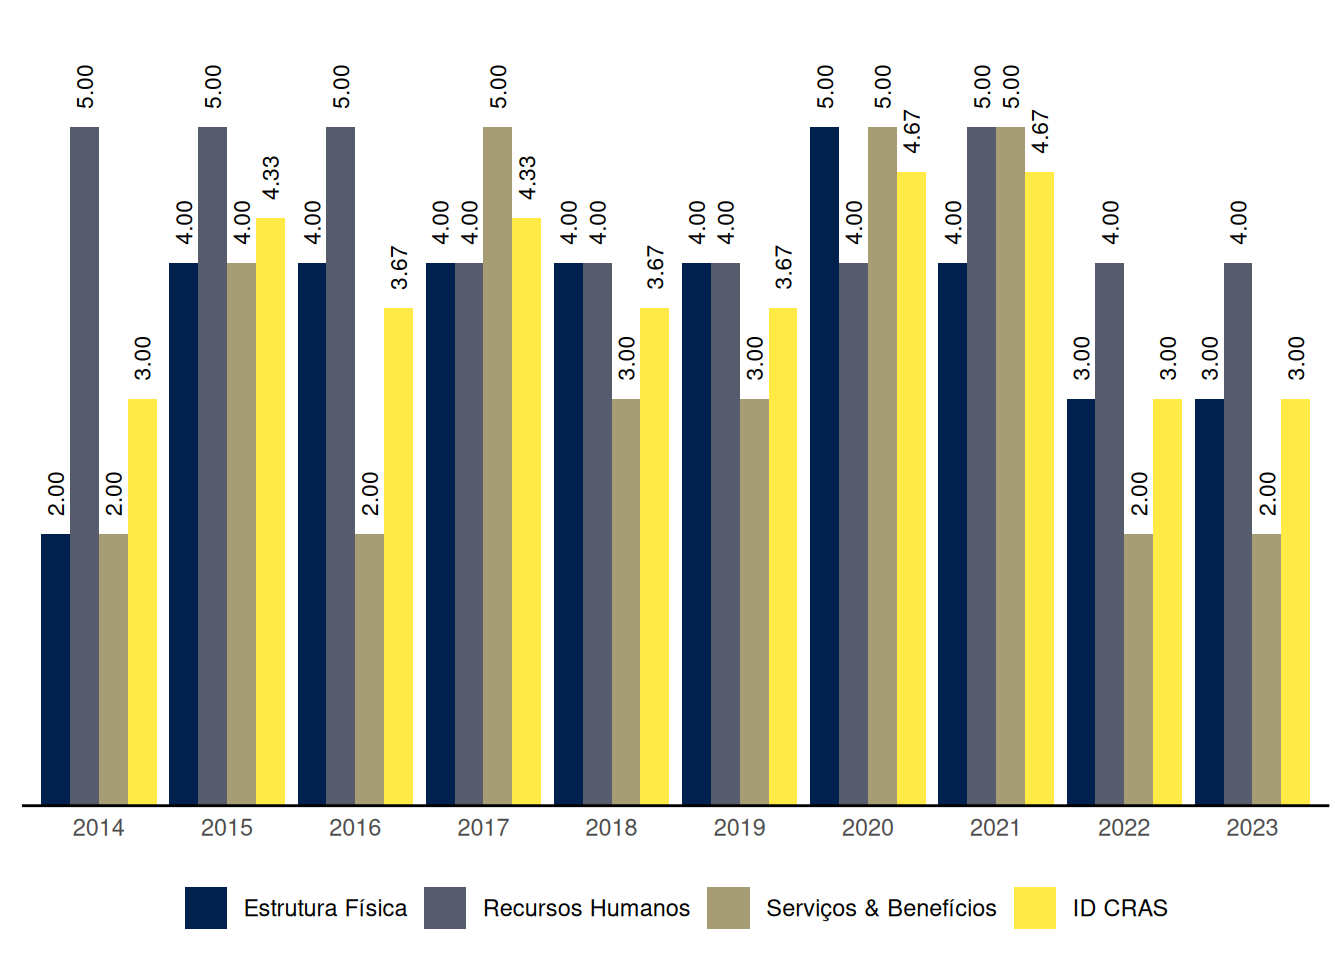 2.00 5.00 2.00 3.00
4.00 5.00 4.00 4.33
4.00 5.00 2.00 3.67
4.00 4.00 5.00 4.33
4.00 4.00 3.00 3.67
4.00 4.00 3.00 3.67
5.00 4.00 5.00 4.67
4.00 5.00 5.00 4.67
3.00 4.00 2.00 3.00
3.00 4.00 2.00 3.00
2014 2015 2016 2017 2018 2019 2020 2021 2022 2023
Estrutura Física Recursos Humanos Serviços & Benefícios ID CRAS